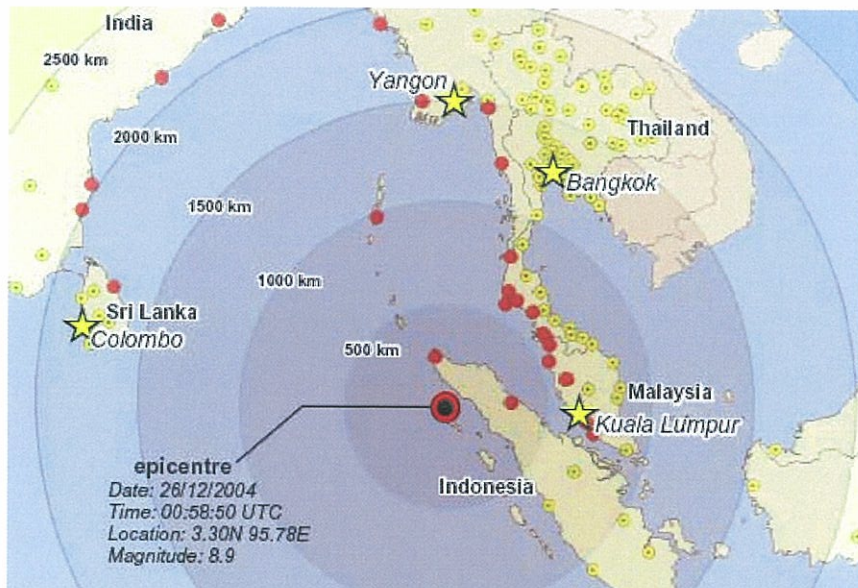 India
2500 km
Yangon
2000 km
Thailand
Bangkok
1500 km
1000 km
Sri Lanka
Colombo
500 km
Malaysia
Kuala Lumpur
Indonesia
epicentre
Date: 26/12/2004
Time: 00:58:50 UTC
Location: 3.30N 95.78E
Magnitude: 8.9